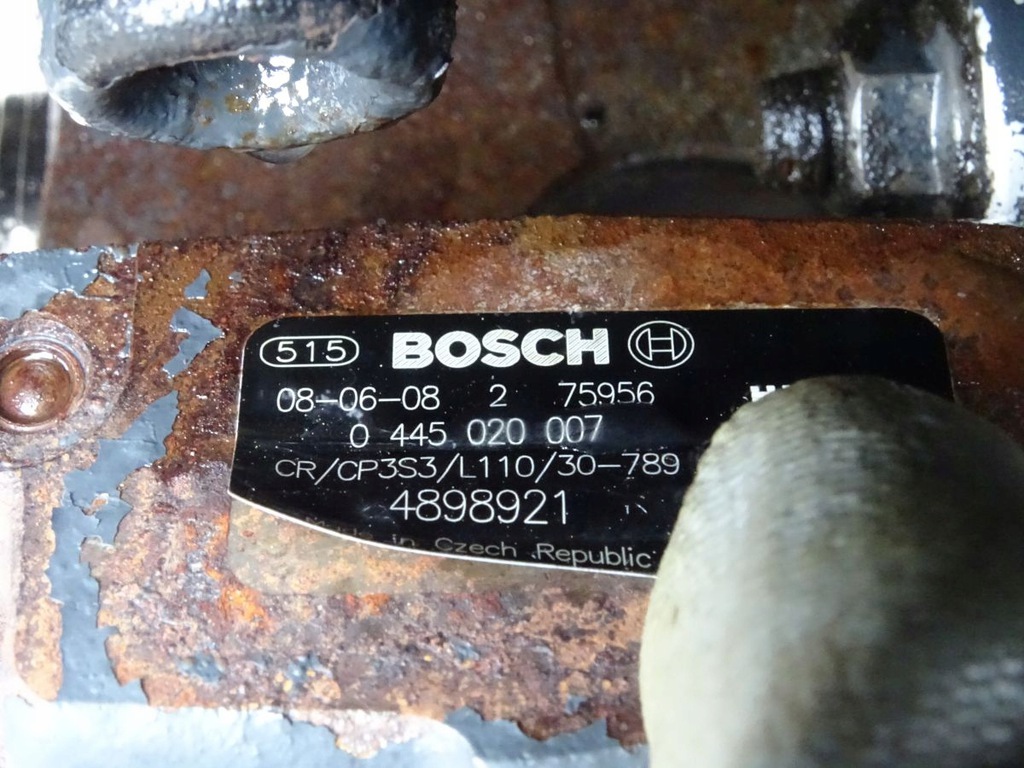 515 BOSCH
08-06-08 2 75956
0 445 020 007
CR/CP3S3/L110/30-789
4898921
in Czech Republic